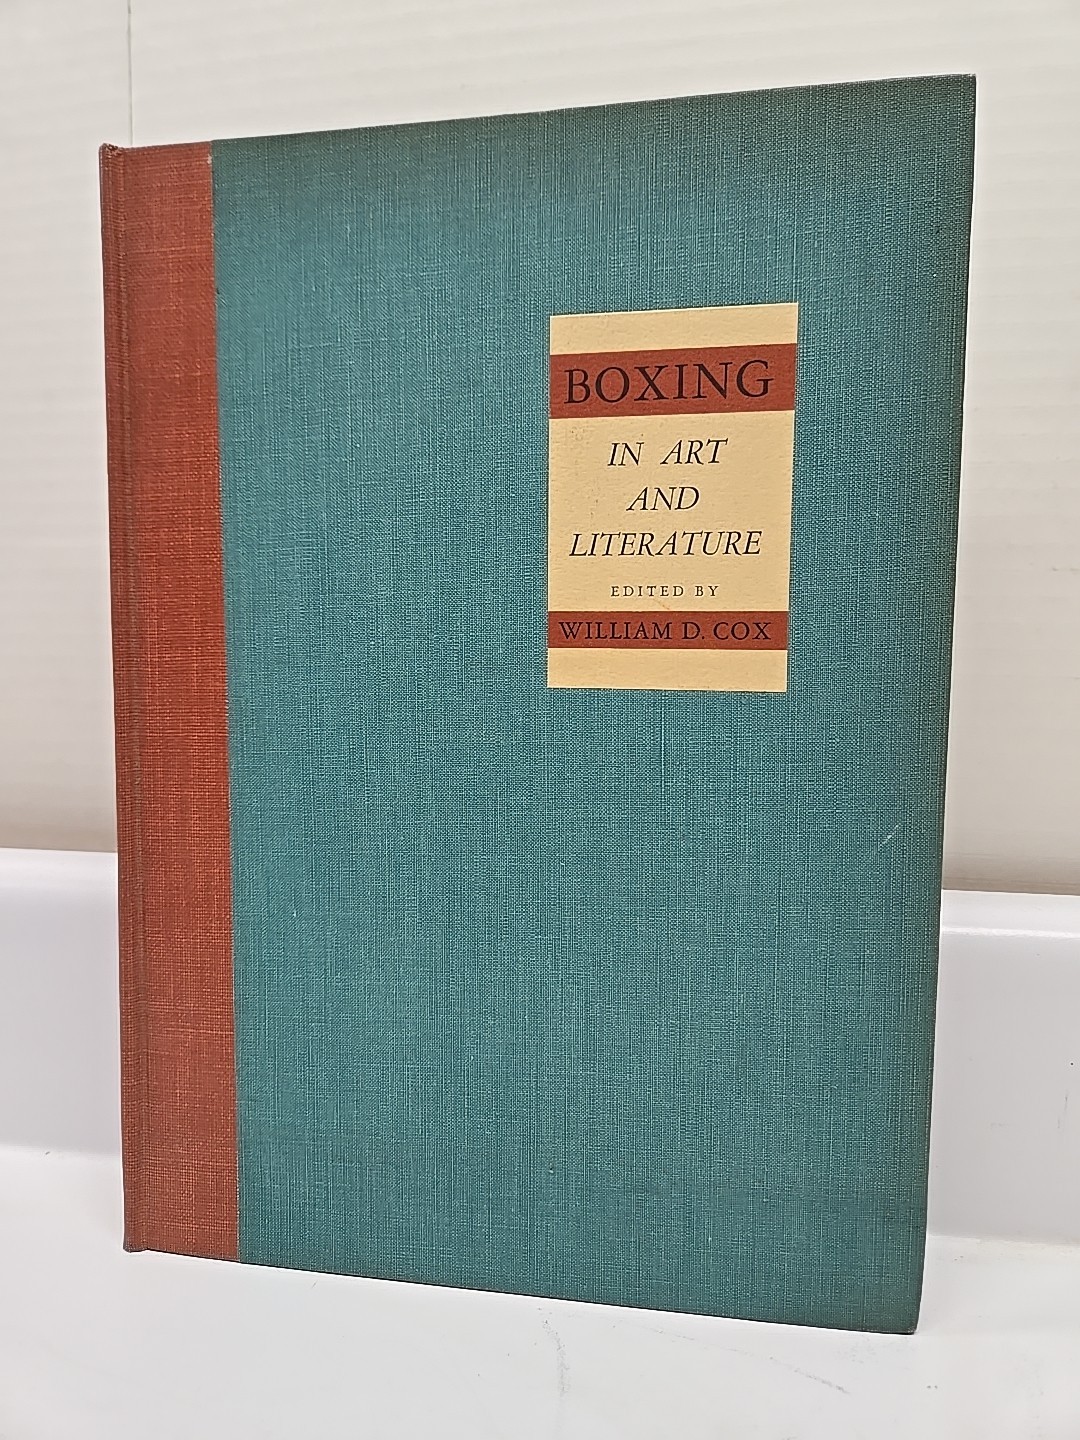 BOXING
IN ART
AND
LITERATURE
EDITED BY
WILLIAM D. COX